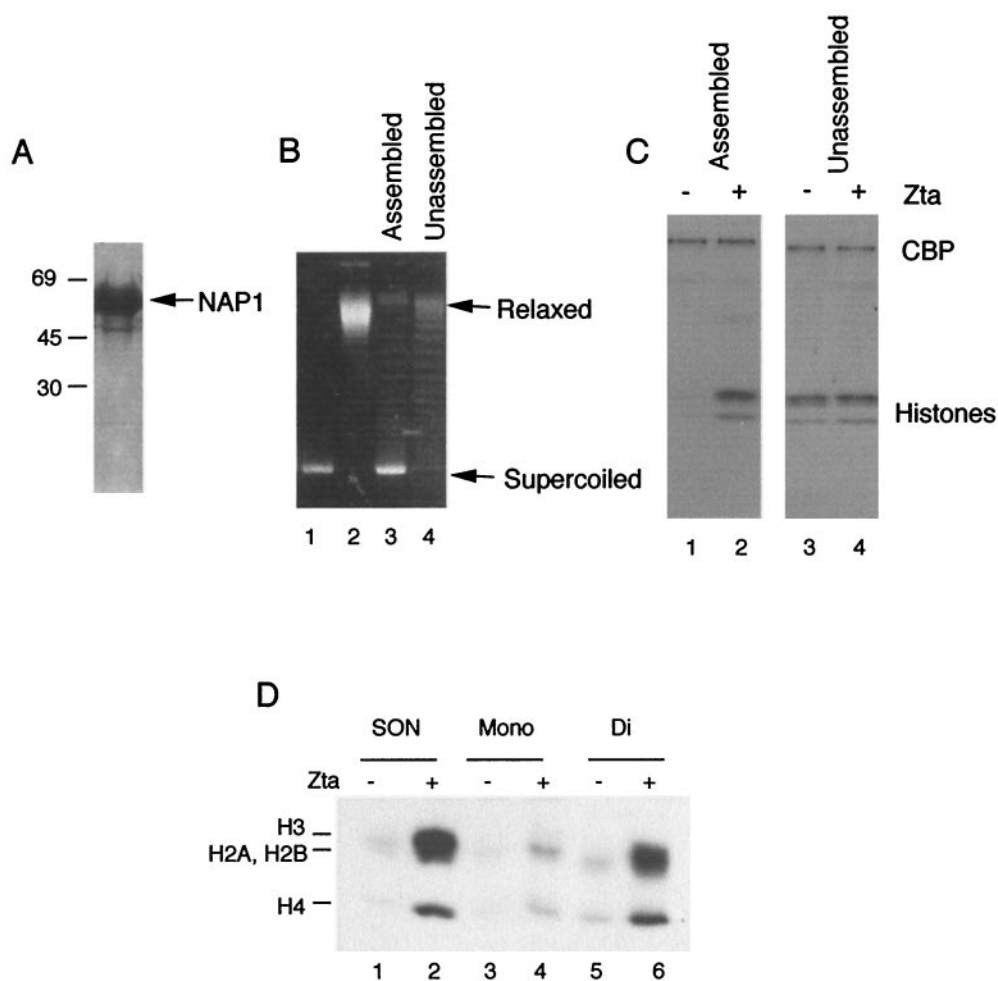 A
69
NAP1
45
30
B
Assembled
Unassembled
Relaxed
Supercoiled
1 2 3 4
C
Assembled
Unassembled
- + - + Zta
CBP
Histones
1 2 3 4
D
SON Mono Di
Zta - + - + - +
H3
H2A, H2B
H4
1 2 3 4 5 6